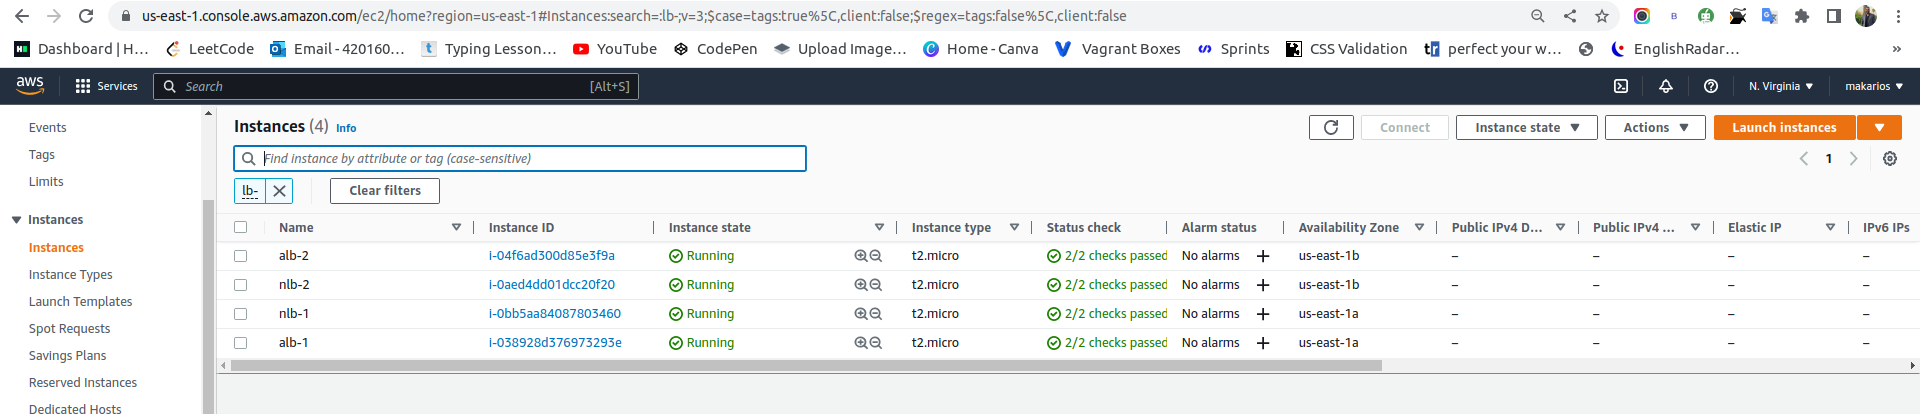 us-east-1.console.aws.amazon.com/ec2/home?region=us-east-1#Instances:search=:lb-;v=3;$case=tags:true%5C,client:false;$regex=tags:false%5C,client:false
Dashboard | H... LeetCode Email - 420160... Typing Lesson... YouTube CodePen Upload Image... Home - Canva Vagrant Boxes Sprints CSS Validation perfect your w... EnglishRadar... »
aws Services Search [Alt+S] N. Virginia makarios
Events
Tags
Limits
Instances
Instances
Instance Types
Launch Templates
Spot Requests
Savings Plans
Reserved Instances
Dedicated Hosts
Instances (4) Info
Connect Instance state Actions Launch instances
Find instance by attribute or tag (case-sensitive)
1
lb- Clear filters
Name Instance ID Instance state Instance type Status check Alarm status Availability Zone Public IPv4 D... Public IPv4 ... Elastic IP IPv6 IPs
alb-2 i-04f6ad300d85e3f9a Running t2.micro 2/2 checks passed No alarms + us-east-1b – – – –
nlb-2 i-0aed4dd01dcc20f20 Running t2.micro 2/2 checks passed No alarms + us-east-1b – – – –
nlb-1 i-0bb5aa84087803460 Running t2.micro 2/2 checks passed No alarms + us-east-1a – – – –
alb-1 i-038928d376973293e Running t2.micro 2/2 checks passed No alarms + us-east-1a – – – –